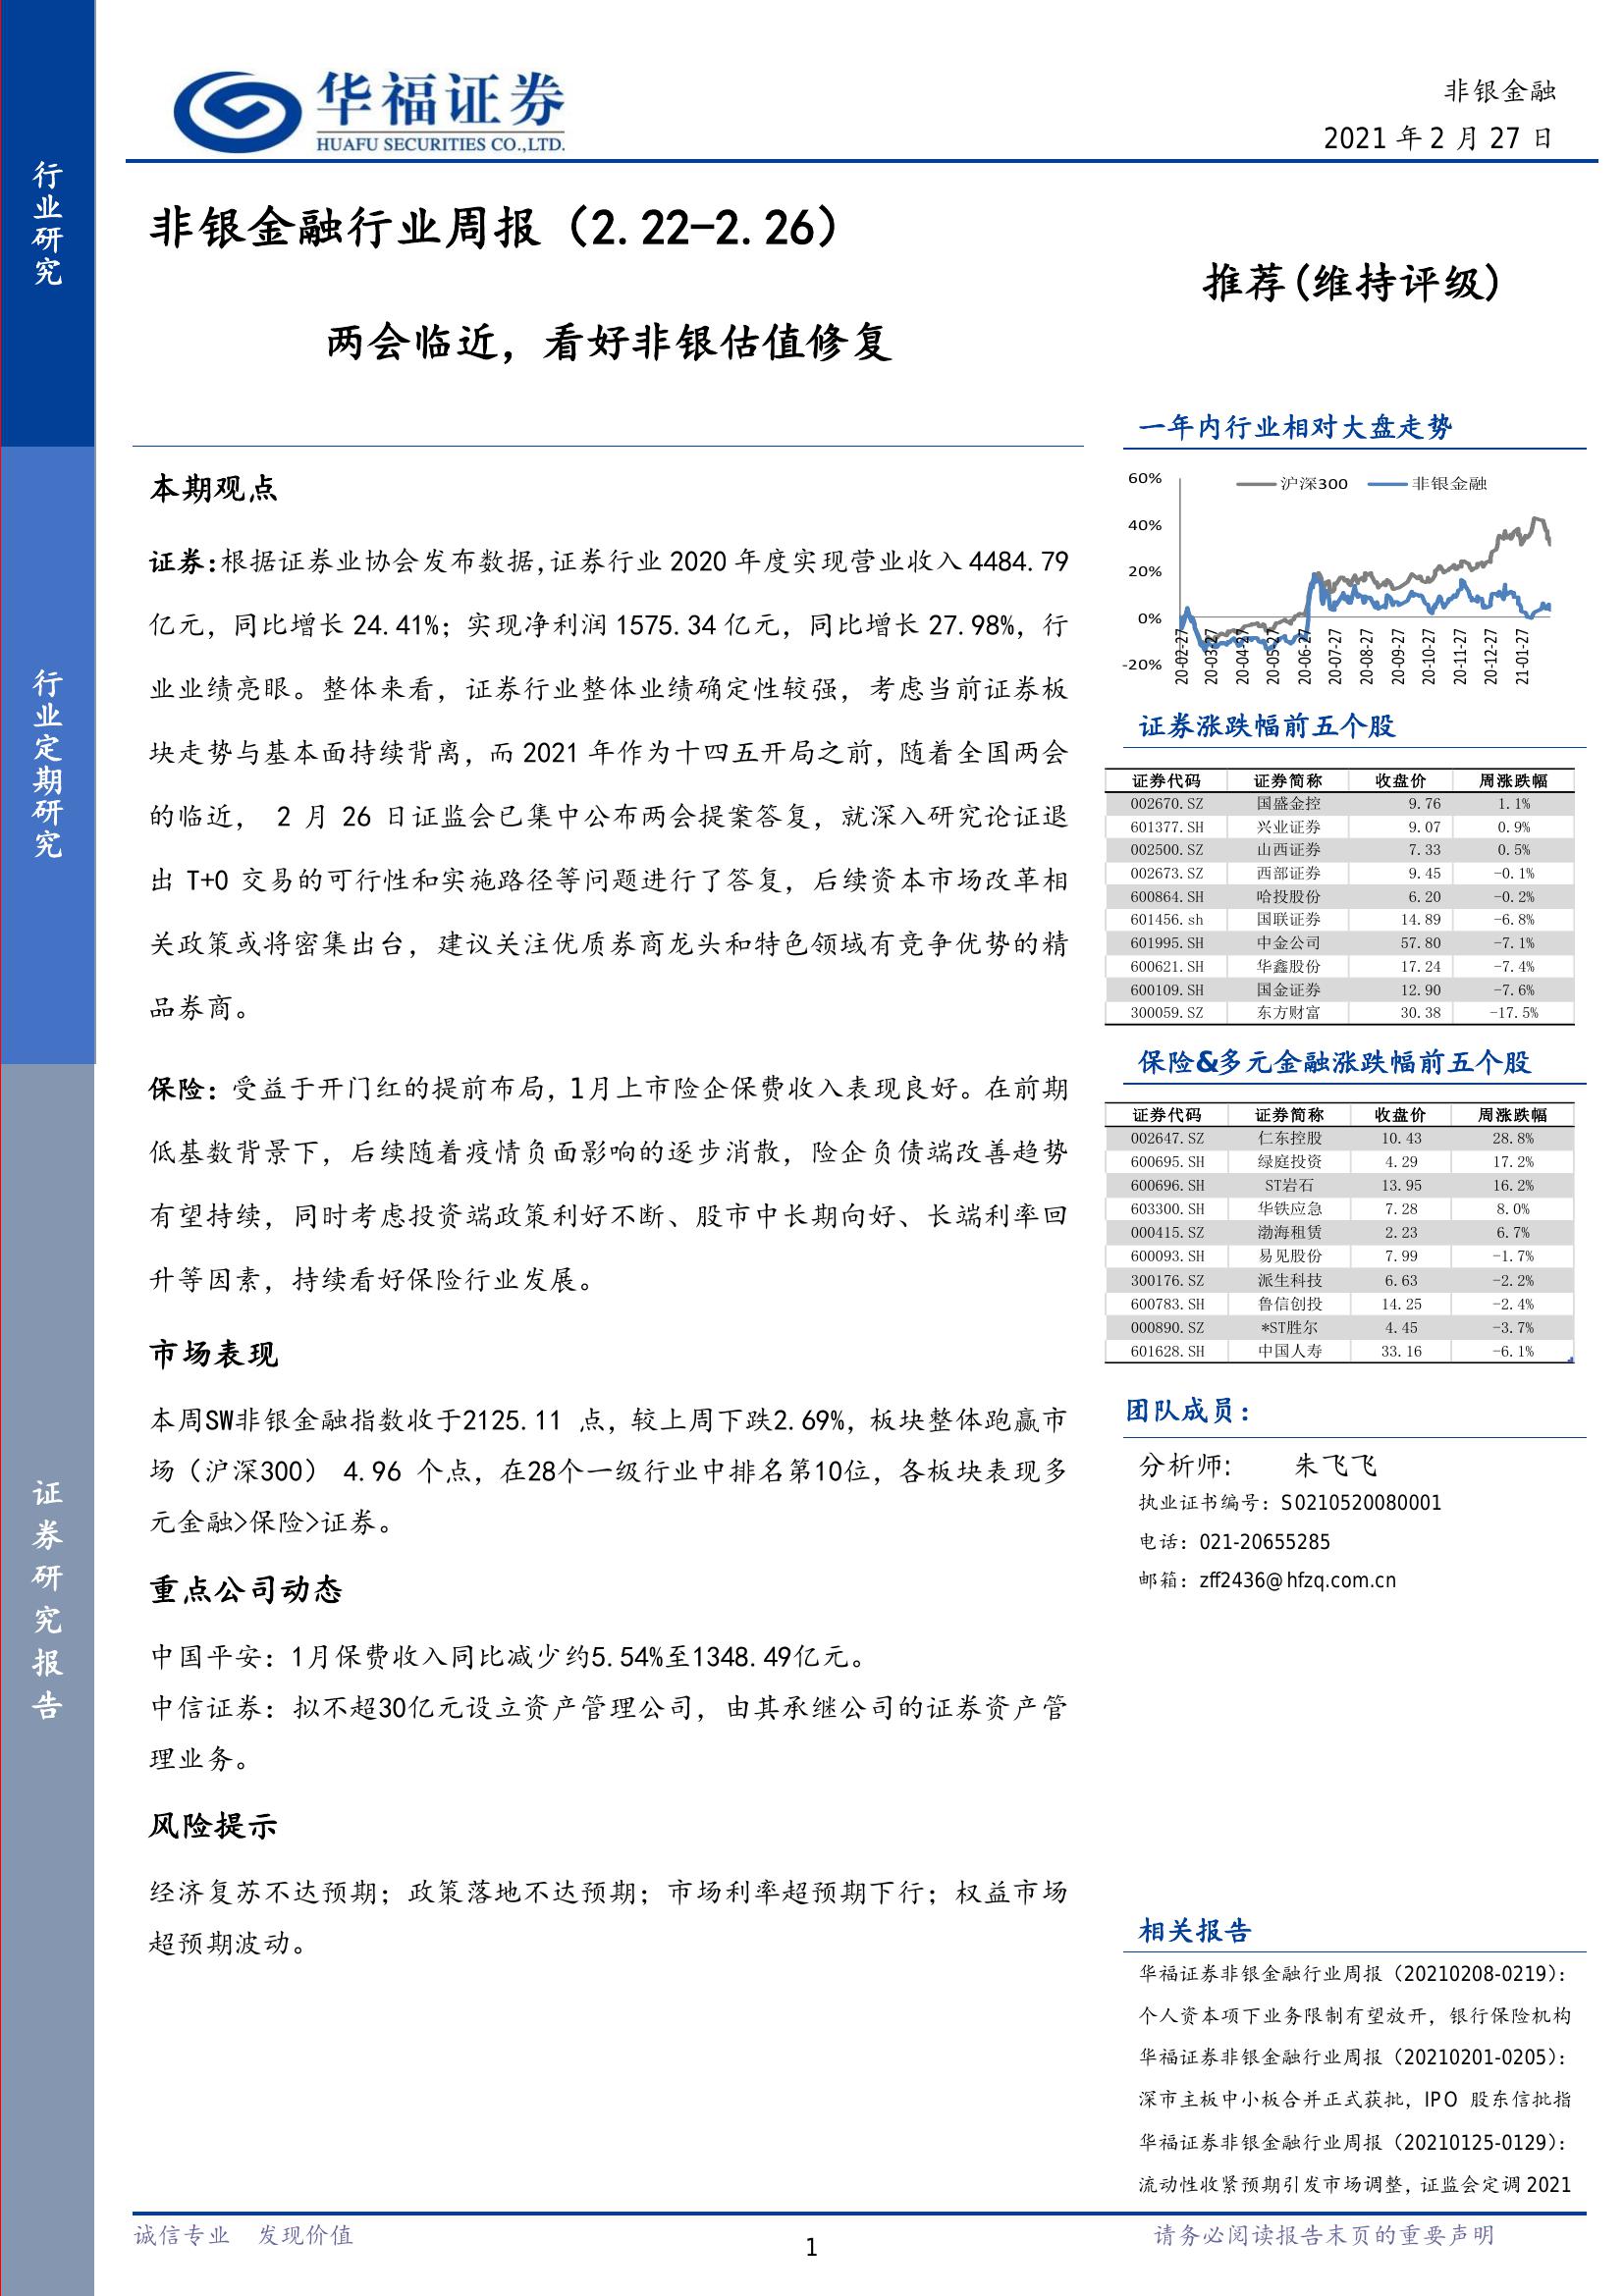 行业研究
行业定期研究
证券研究报告
华福证券
HUAFU SECURITIES CO.,LTD.
非银金融
2021 年 2 月 27 日
非银金融行业周报（2.22-2.26）
两会临近，看好非银估值修复
推荐(维持评级)
本期观点
证券:根据证券业协会发布数据,证券行业 2020 年度实现营业收入 4484.79
亿元，同比增长 24.41%；实现净利润 1575.34 亿元，同比增长 27.98%，行
业业绩亮眼。整体来看，证券行业整体业绩确定性较强，考虑当前证券板
块走势与基本面持续背离，而 2021 年作为十四五开局之前，随着全国两会
的临近， 2 月 26 日证监会已集中公布两会提案答复，就深入研究论证退
出 T+0 交易的可行性和实施路径等问题进行了答复，后续资本市场改革相
关政策或将密集出台，建议关注优质券商龙头和特色领域有竞争优势的精
品券商。
保险：受益于开门红的提前布局，1月上市险企保费收入表现良好。在前期
低基数背景下，后续随着疫情负面影响的逐步消散，险企负债端改善趋势
有望持续，同时考虑投资端政策利好不断、股市中长期向好、长端利率回
升等因素，持续看好保险行业发展。
市场表现
本周SW非银金融指数收于2125.11 点，较上周下跌2.69%，板块整体跑赢市
场（沪深300） 4.96 个点，在28个一级行业中排名第10位，各板块表现多
元金融>保险>证券。
重点公司动态
中国平安：1月保费收入同比减少约5.54%至1348.49亿元。
中信证券：拟不超30亿元设立资产管理公司，由其承继公司的证券资产管
理业务。
风险提示
经济复苏不达预期；政策落地不达预期；市场利率超预期下行；权益市场
超预期波动。
一年内行业相对大盘走势
沪深300 非银金融
60%
40%
20%
0%
-20%
20-02-27 20-03-27 20-04-27 20-05-27 20-06-27 20-07-27 20-08-27 20-09-27 20-10-27 20-11-27 20-12-27 21-01-27
证券涨跌幅前五个股
证券代码 证券简称 收盘价 周涨跌幅
002670.SZ 国盛金控 9.76 1.1%
601377.SH 兴业证券 9.07 0.9%
002500.SZ 山西证券 7.33 0.5%
002673.SZ 西部证券 9.45 -0.1%
600864.SH 哈投股份 6.20 -0.2%
601456.sh 国联证券 14.89 -6.8%
601995.SH 中金公司 57.80 -7.1%
600621.SH 华鑫股份 17.24 -7.4%
600109.SH 国金证券 12.90 -7.6%
300059.SZ 东方财富 30.38 -17.5%
保险&多元金融涨跌幅前五个股
证券代码 证券简称 收盘价 周涨跌幅
002647.SZ 仁东控股 10.43 28.8%
600695.SH 绿庭投资 4.29 17.2%
600696.SH ST岩石 13.95 16.2%
603300.SH 华铁应急 7.28 8.0%
000415.SZ 渤海租赁 2.23 6.7%
600093.SH 易见股份 7.99 -1.7%
300176.SZ 派生科技 6.63 -2.2%
600783.SH 鲁信创投 14.25 -2.4%
000890.SZ *ST胜尔 4.45 -3.7%
601628.SH 中国人寿 33.16 -6.1%
团队成员：
分析师: 朱飞飞
执业证书编号：S0210520080001
电话：021-20655285
邮箱：zff2436@hfzq.com.cn
相关报告
华福证券非银金融行业周报（20210208-0219）：
个人资本项下业务限制有望放开，银行保险机构
华福证券非银金融行业周报（20210201-0205）：
深市主板中小板合并正式获批，IPO 股东信批指
华福证券非银金融行业周报（20210125-0129）：
流动性收紧预期引发市场调整，证监会定调 2021
诚信专业 发现价值
1
请务必阅读报告末页的重要声明